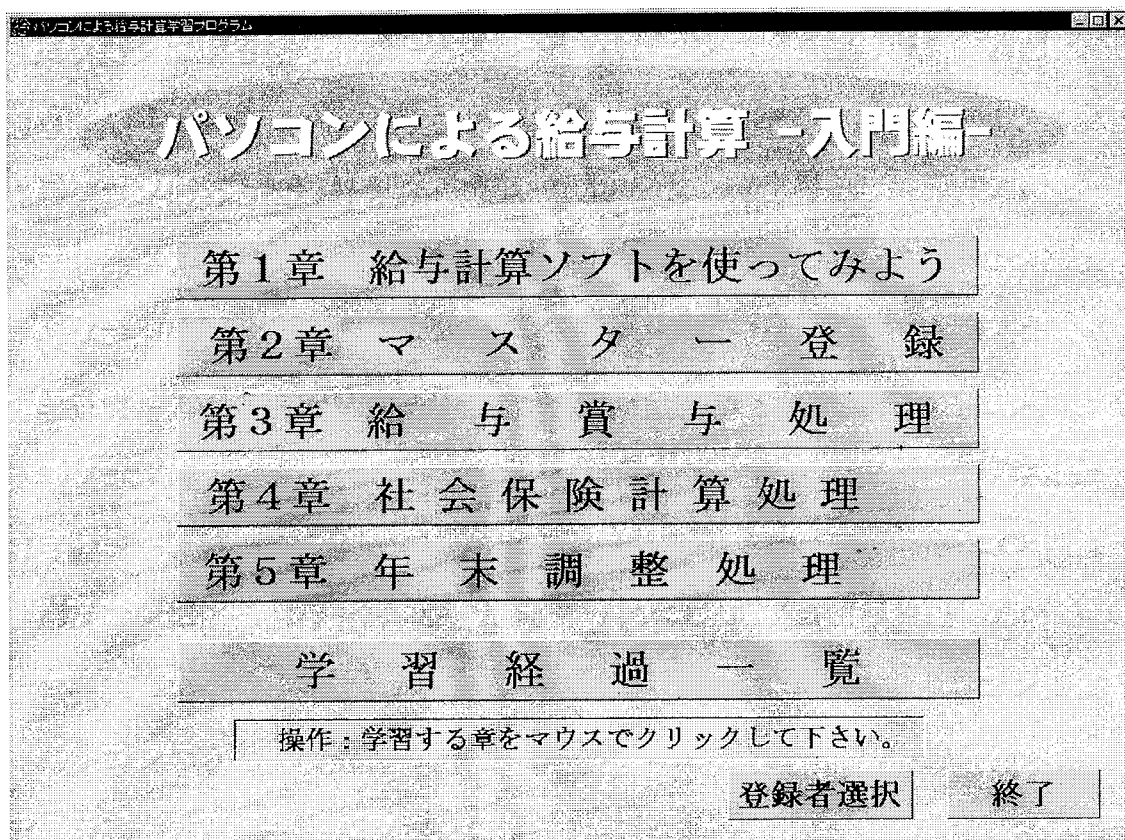 パソコンによる給与計算学習プログラム
パソコンによる給与計算 -入門編-
第1章 給与計算ソフトを使ってみよう
第2章 マスター登録
第3章 給与賞与処理
第4章 社会保険計算処理
第5章 年末調整処理
学習経過一覧
操作：学習する章をマウスでクリックして下さい。
登録者選択 終了